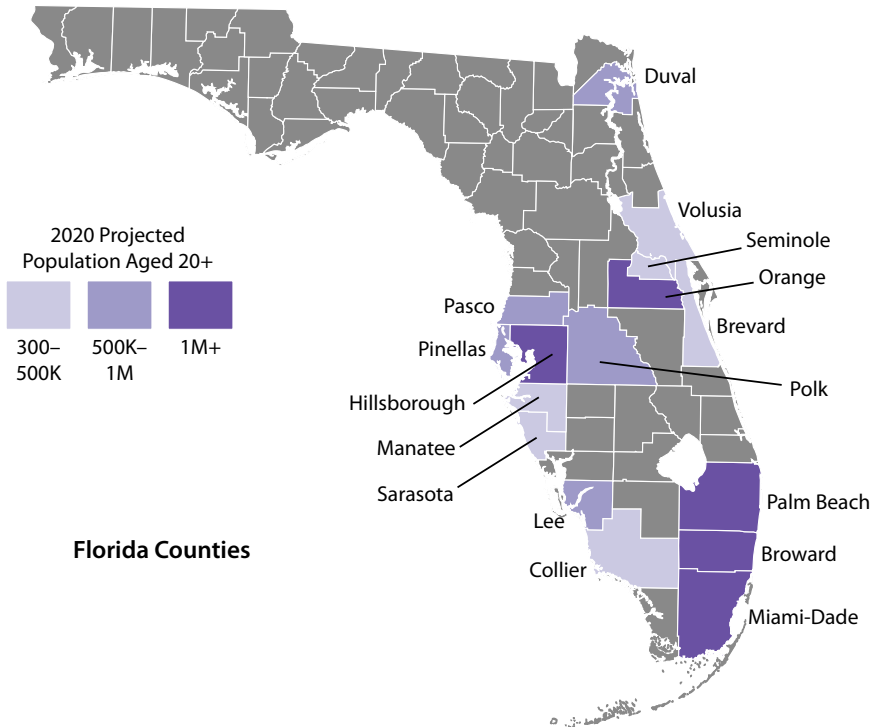 Duval
Volusia
Seminole
Orange
Brevard
Polk
Palm Beach
Broward
Miami-Dade
2020 Projected
Population Aged 20+
300–
500K
500K–
1M
1M+
Pasco
Pinellas
Hillsborough
Manatee
Sarasota
Lee
Collier
Florida Counties